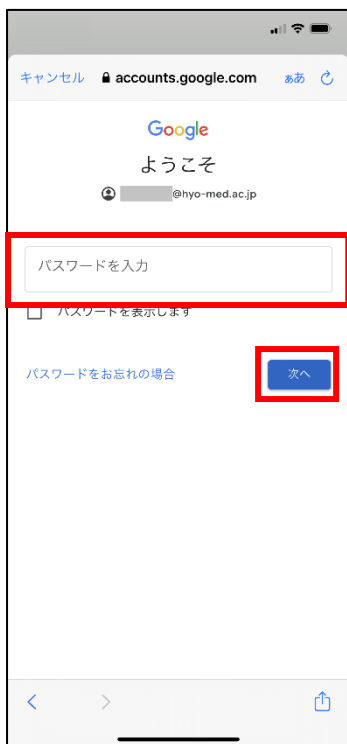 キャンセル accounts.google.com ぁあ
Google
ようこそ
@hyo-med.ac.jp
パスワードを入力
パスワードを表示します
パスワードをお忘れの場合 次へ